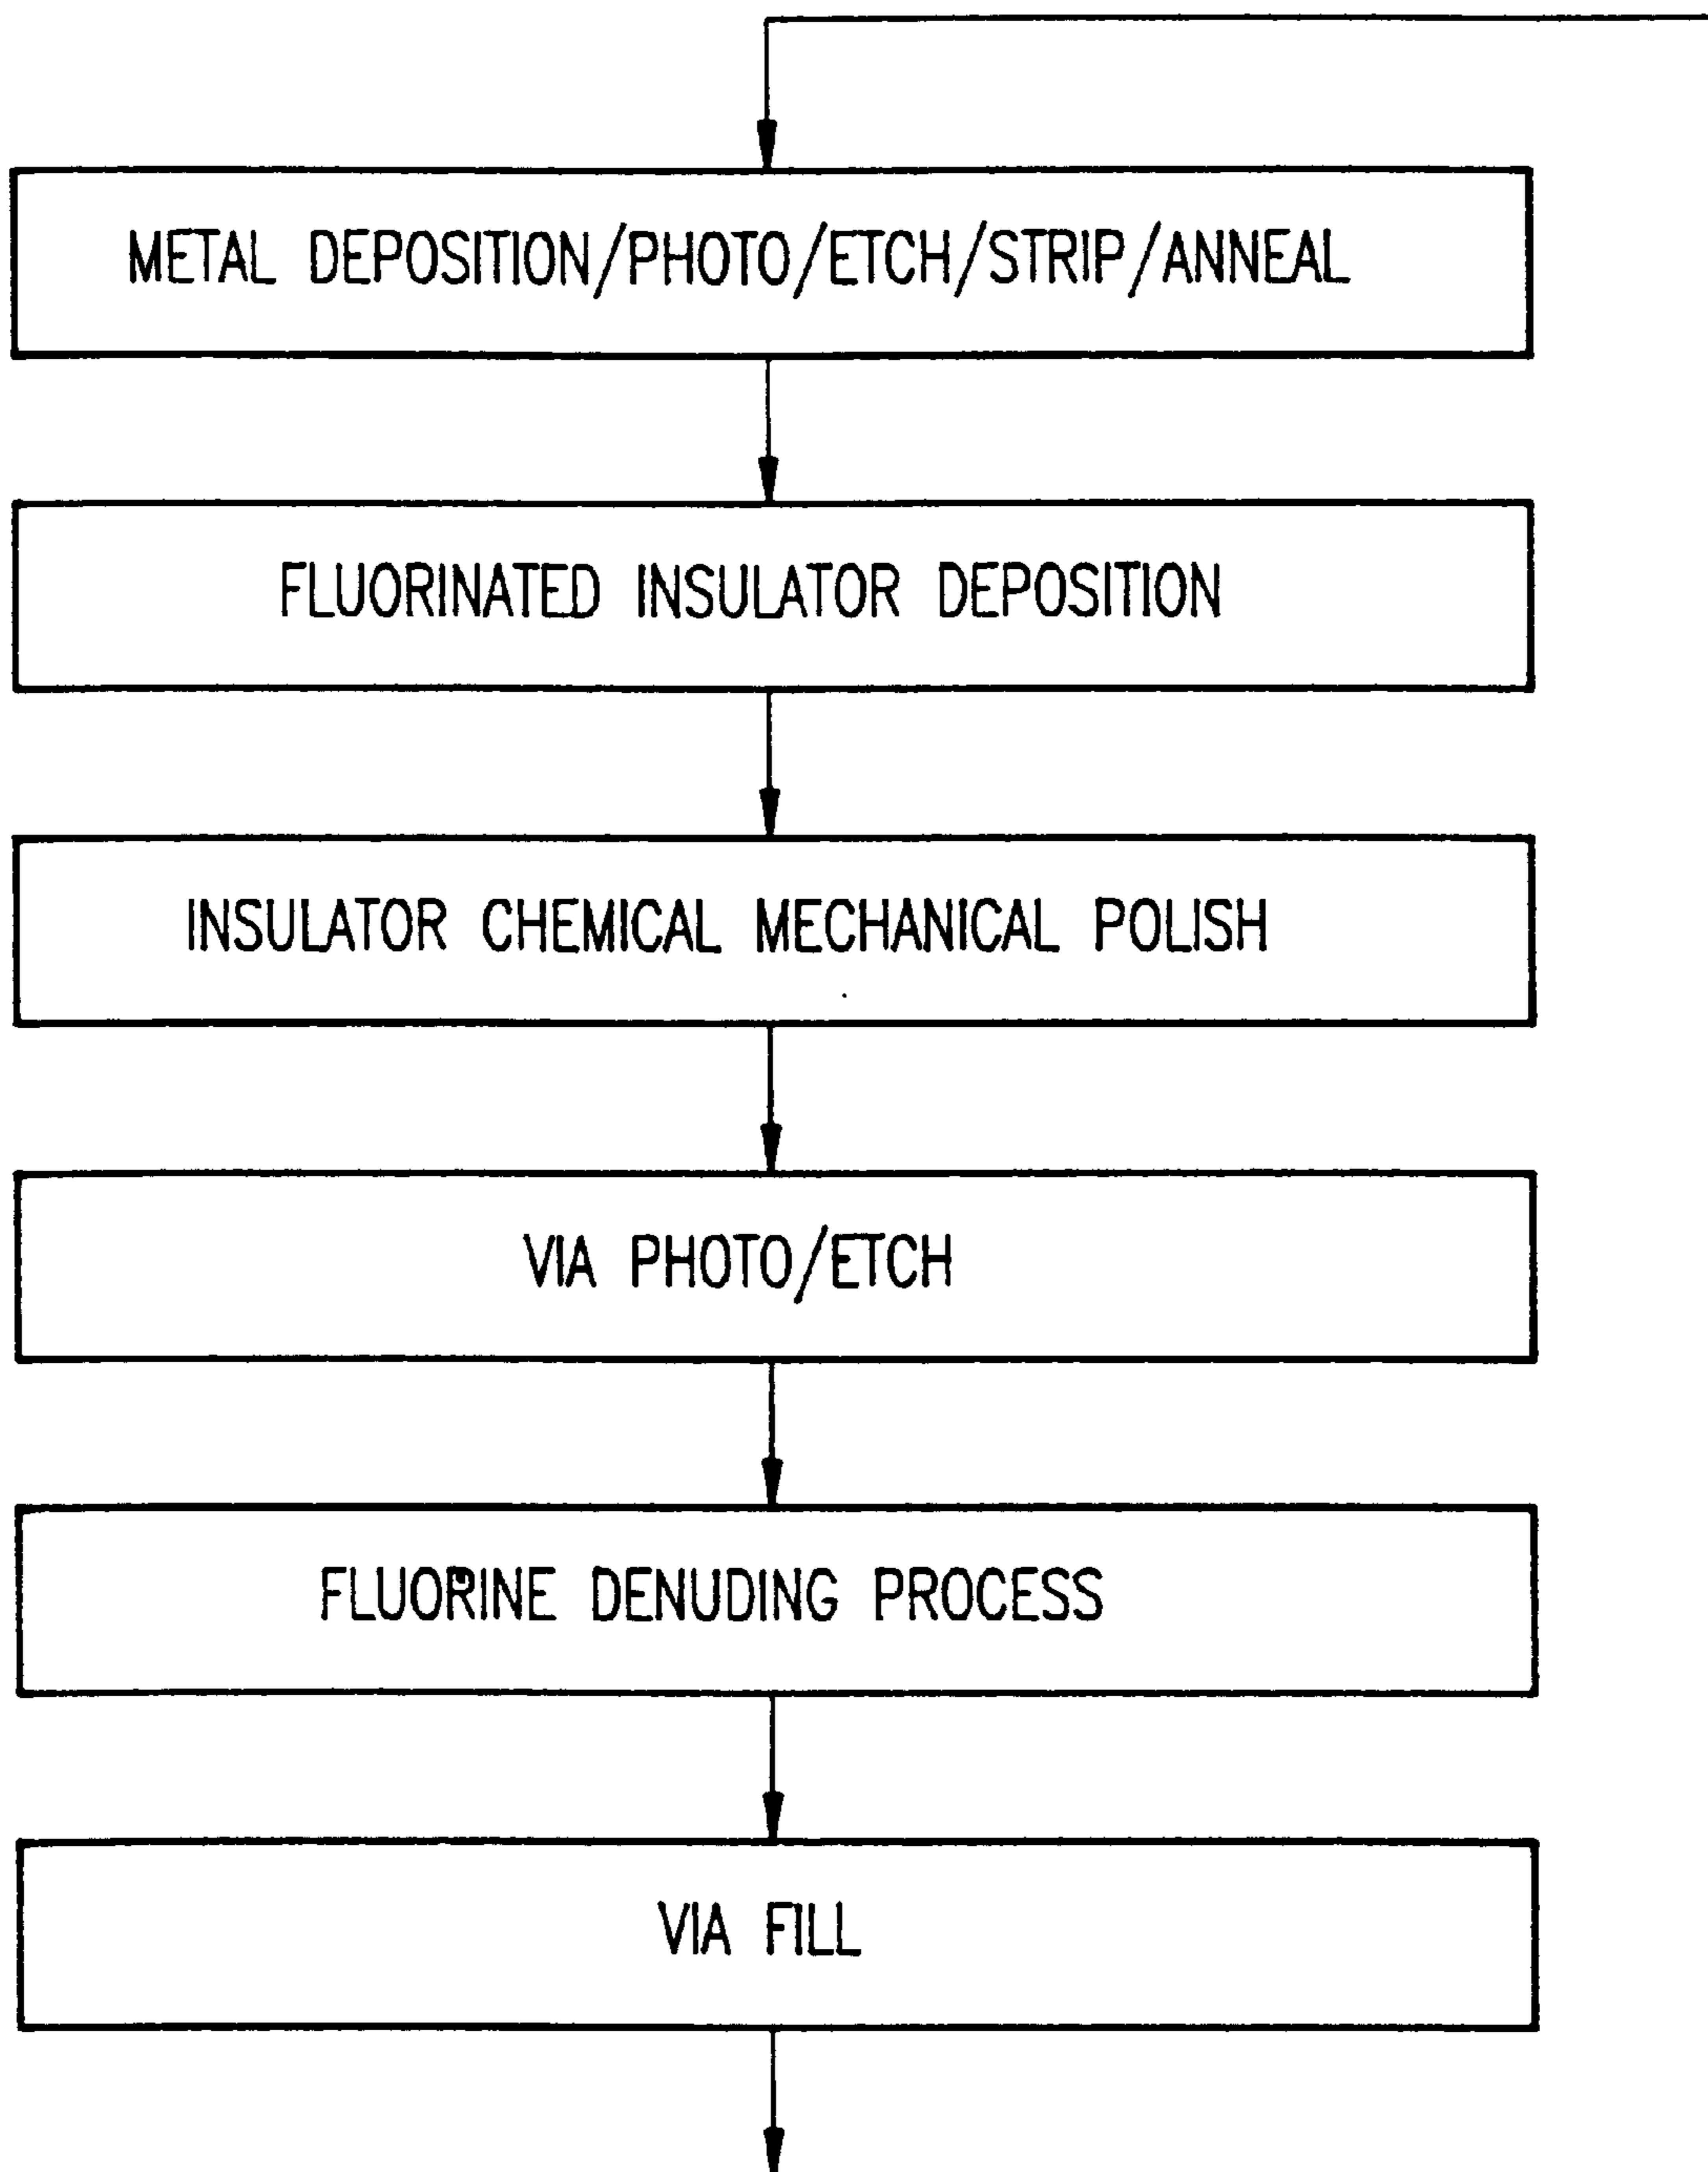 METAL DEPOSITION/PHOTO/ETCH/STRIP/ANNEAL
FLUORINATED INSULATOR DEPOSITION
INSULATOR CHEMICAL MECHANICAL POLISH
VIA PHOTO/ETCH
FLUORINE DENUDING PROCESS
VIA FILL